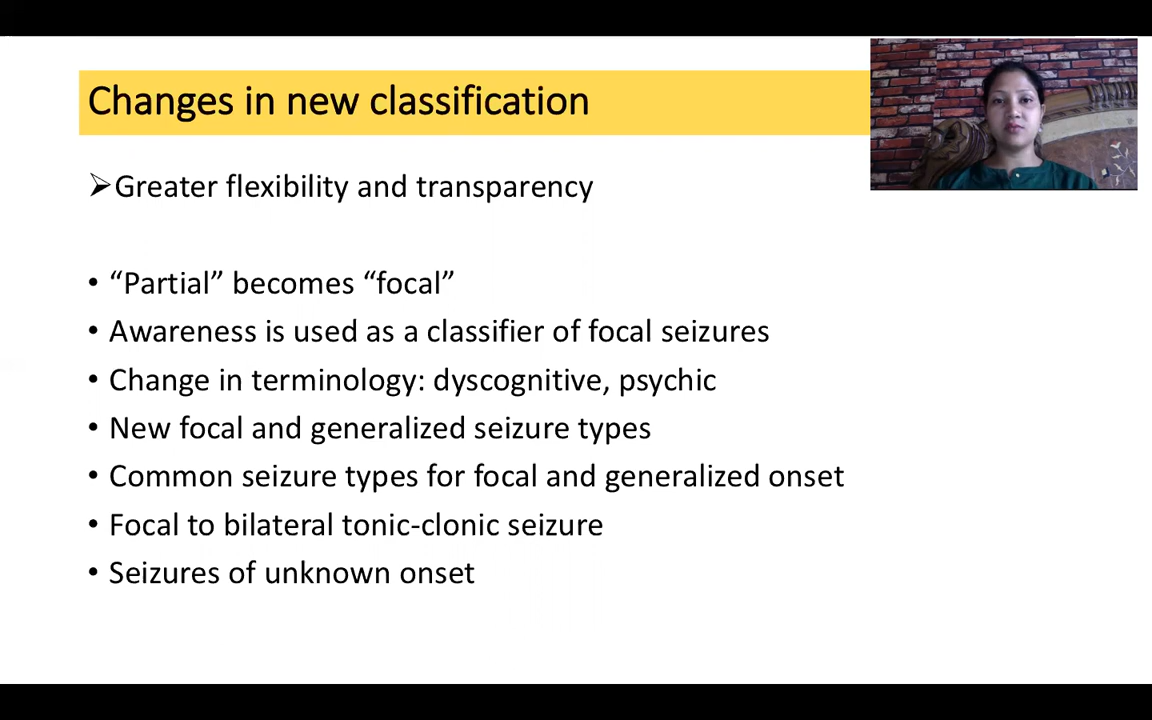 Changes in new classification
➢Greater flexibility and transparency
• “Partial” becomes “focal”
• Awareness is used as a classifier of focal seizures
• Change in terminology: dyscognitive, psychic
• New focal and generalized seizure types
• Common seizure types for focal and generalized onset
• Focal to bilateral tonic-clonic seizure
• Seizures of unknown onset